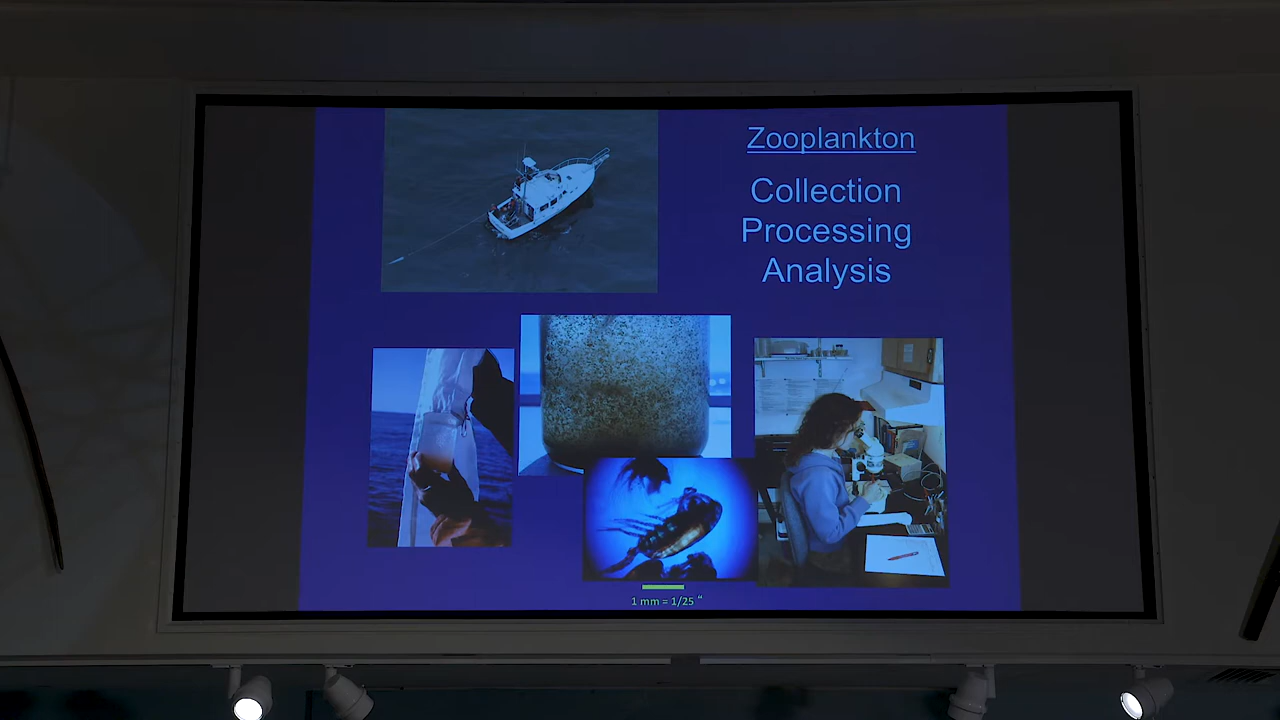 Zooplankton
Collection
Processing
Analysis
1 mm = 1/25 “